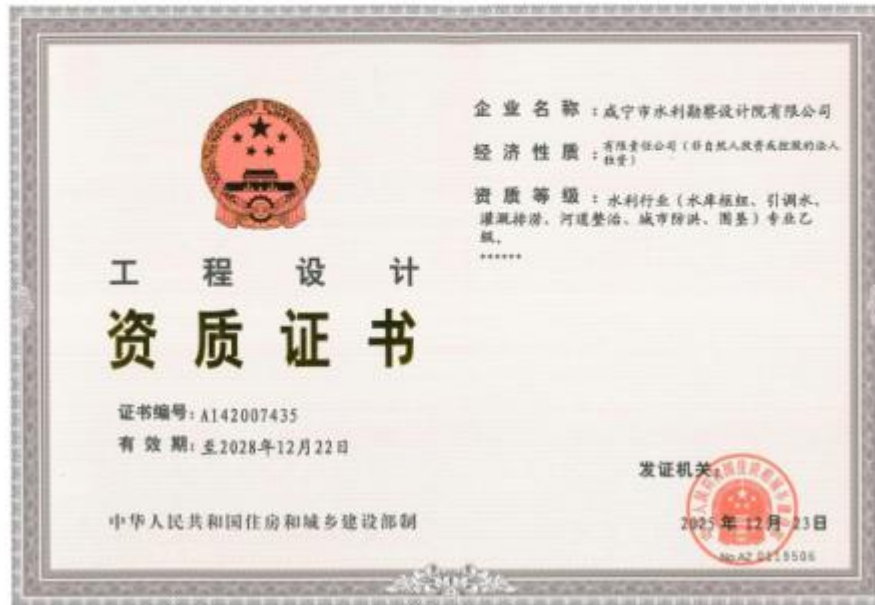 工程设计
资质证书
证书编号：A142007435
有效期：至2028年12月22日
中华人民共和国住房和城乡建设部制
企业名称：咸宁市水利勘察设计院有限公司
经济性质：有限责任公司（非自然人投资或控股的法人
独资）
资质等级：水利行业（水库枢纽、引调水、
灌溉排涝、河道整治、城市防洪、围垦）专业乙
级。
******
发证机关：
2025年12月23日
No.AZ 0119506